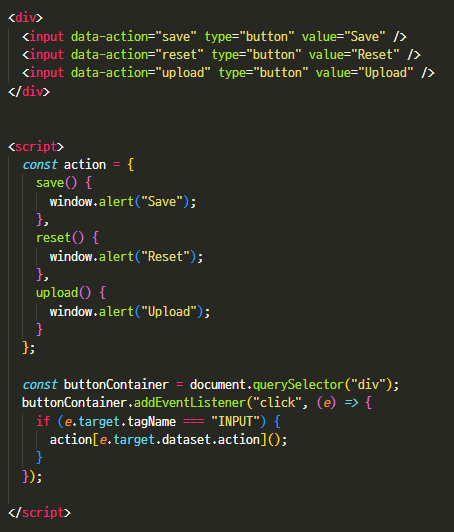 <div>
  <input data-action="save" type="button" value="Save" />
  <input data-action="reset" type="button" value="Reset" />
  <input data-action="upload" type="button" value="Upload" />
</div>


<script>
  const action = {
    save() {
      window.alert("Save");
    },
    reset() {
      window.alert("Reset");
    },
    upload() {
      window.alert("Upload");
    }
  };

  const buttonContainer = document.querySelector("div");
  buttonContainer.addEventListener("click", (e) => {
    if (e.target.tagName === "INPUT") {
      action[e.target.dataset.action]();
    }
  });

</script>